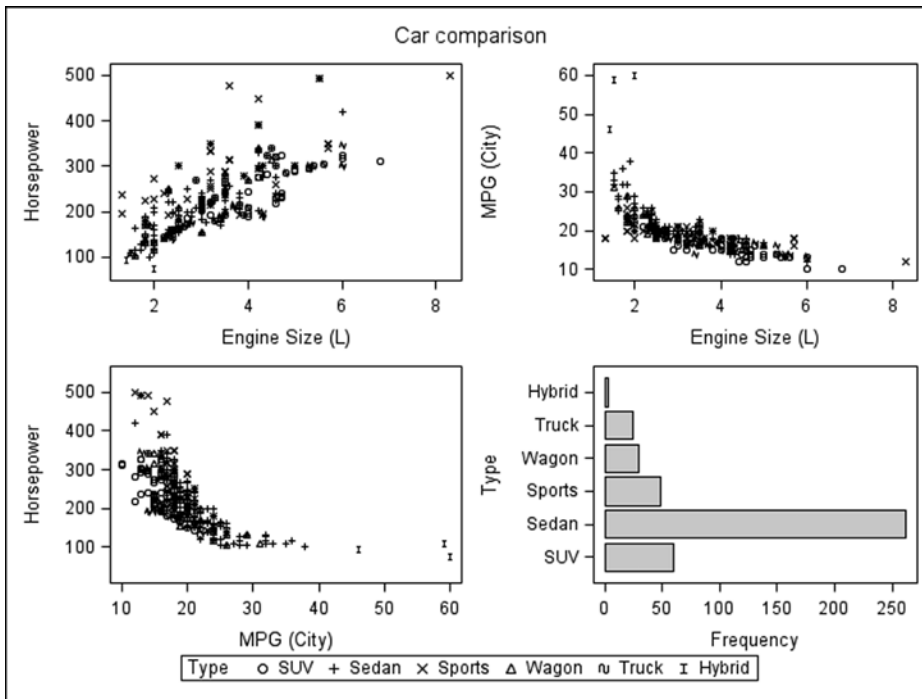 Car comparison
Horsepower
500
400
300
200
100
2 4 6 8
Engine Size (L)
MPG (City)
60
50
40
30
20
10
2 4 6 8
Engine Size (L)
Horsepower
500
400
300
200
100
10 20 30 40 50 60
MPG (City)
Type
Hybrid
Truck
Wagon
Sports
Sedan
SUV
0 50 100 150 200 250
Frequency
Type SUV Sedan Sports Wagon Truck Hybrid